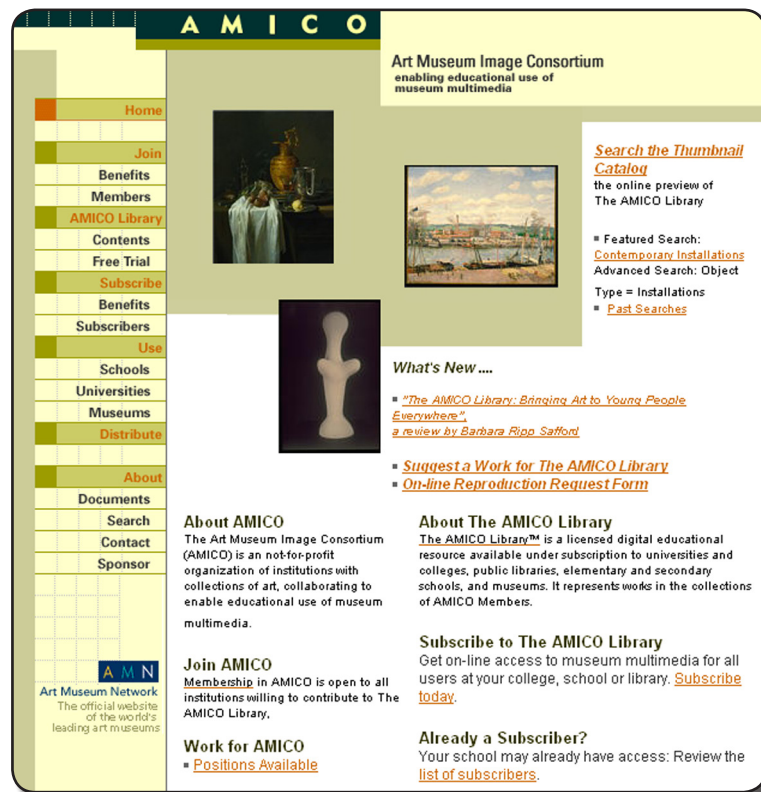 AMICO
Art Museum Image Consortium
enabling educational use of
museum multimedia
Home
Join
Benefits
Members
AMICO Library
Contents
Free Trial
Subscribe
Benefits
Subscribers
Use
Schools
Universities
Museums
Distribute
About
Documents
Search
Contact
Sponsor
AMN
Art Museum Network
The official website
of the world's
leading art museums
Search the Thumbnail
Catalog
the online preview of
The AMICO Library
Featured Search:
Contemporary Installations
Advanced Search: Object
Type = Installations
Past Searches
What's New ....
"The AMICO Library: Bringing Art to Young People
Everywhere",
a review by Barbara Ripp Safford
Suggest a Work for The AMICO Library
On-line Reproduction Request Form
About AMICO
The Art Museum Image Consortium
(AMICO) is an not-for-profit
organization of institutions with
collections of art, collaborating to
enable educational use of museum
multimedia.
Join AMICO
Membership in AMICO is open to all
institutions willing to contribute to The
AMICO Library,
Work for AMICO
Positions Available
About The AMICO Library
The AMICO Library™ is a licensed digital educational
resource available under subscription to universities and
colleges, public libraries, elementary and secondary
schools, and museums. It represents works in the collections
of AMICO Members.
Subscribe to The AMICO Library
Get on-line access to museum multimedia for all
users at your college, school or library. Subscribe
today.
Already a Subscriber?
Your school may already have access: Review the
list of subscribers.